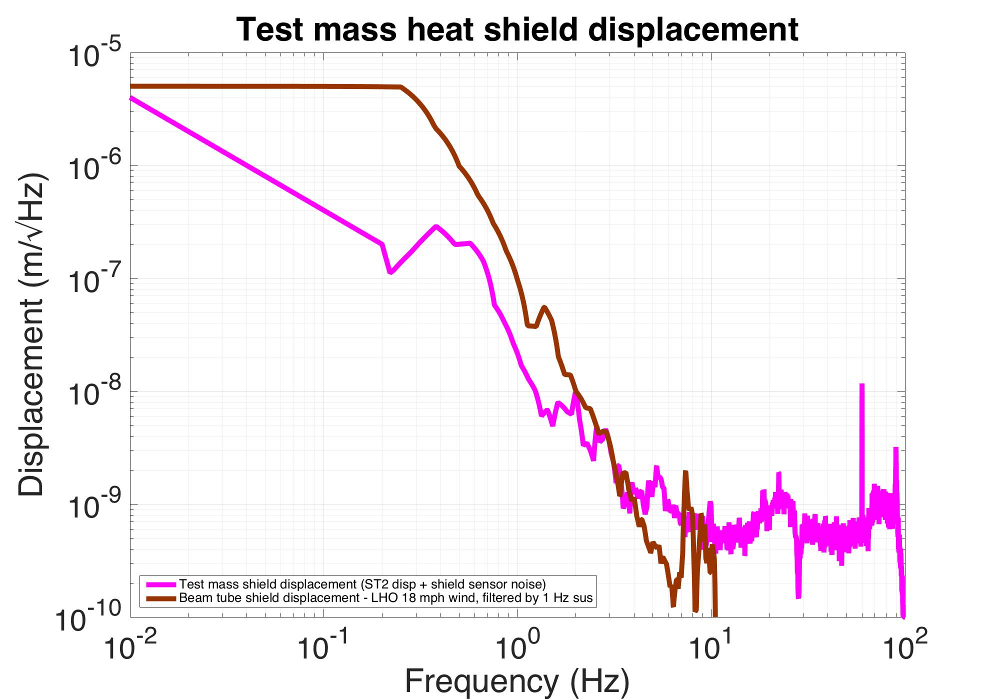 Test mass heat shield displacement
Displacement (m/√Hz)
10^-5
10^-6
10^-7
10^-8
10^-9
10^-10
Test mass shield displacement (ST2 disp + shield sensor noise)
Beam tube shield displacement - LHO 18 mph wind, filtered by 1 Hz sus
10^-2 10^-1 10^0 10^1 10^2
Frequency (Hz)